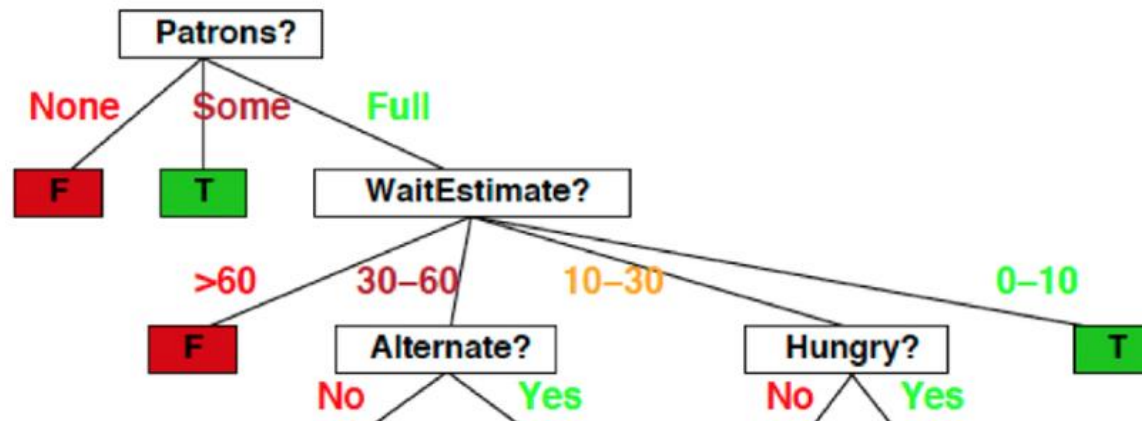 Patrons?
None Some Full
F T WaitEstimate?
>60 30–60 10–30 0–10
F Alternate? Hungry? T
No Yes No Yes